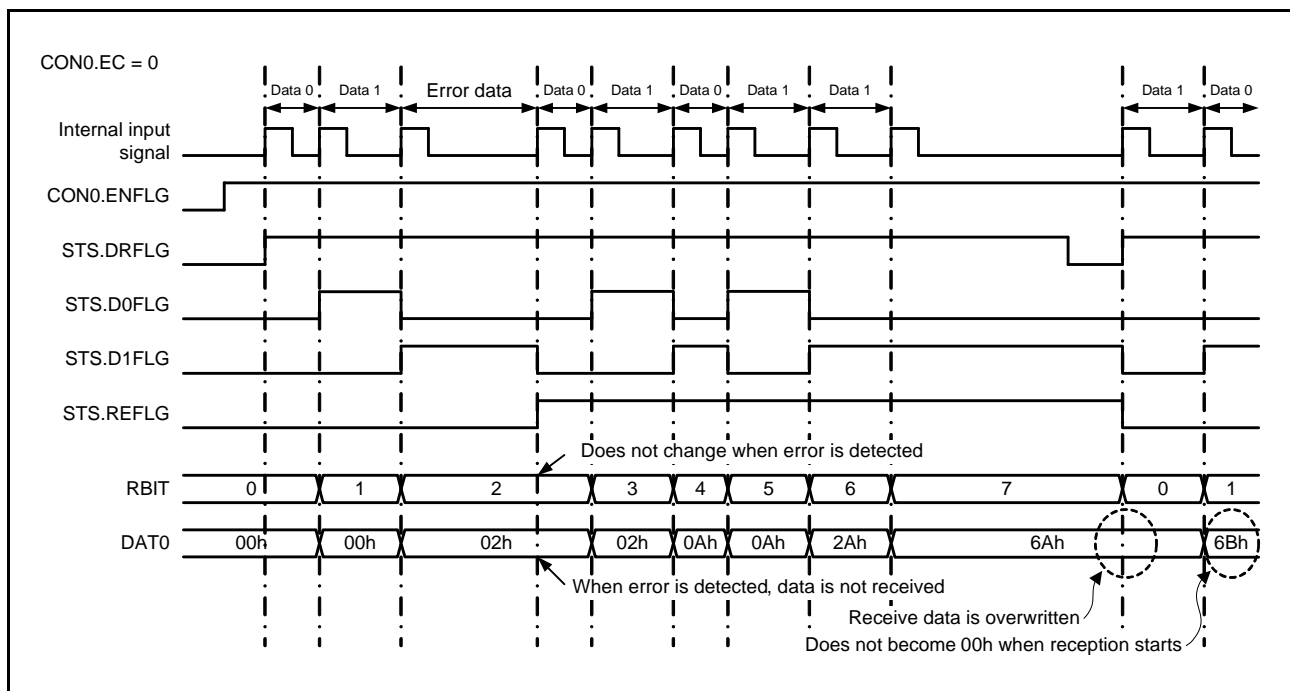 CON0.EC = 0
Data 0 Data 1 Error data Data 0 Data 1 Data 0 Data 1 Data 1 Data 1 Data 0
Internal input
signal
CON0.ENFLG
STS.DRFLG
STS.D0FLG
STS.D1FLG
STS.REFLG
Does not change when error is detected
RBIT 0 1 2 3 4 5 6 7 0 1
DAT0 00h 00h 02h 02h 0Ah 0Ah 2Ah 6Ah 6Bh
When error is detected, data is not received
Receive data is overwritten
Does not become 00h when reception starts